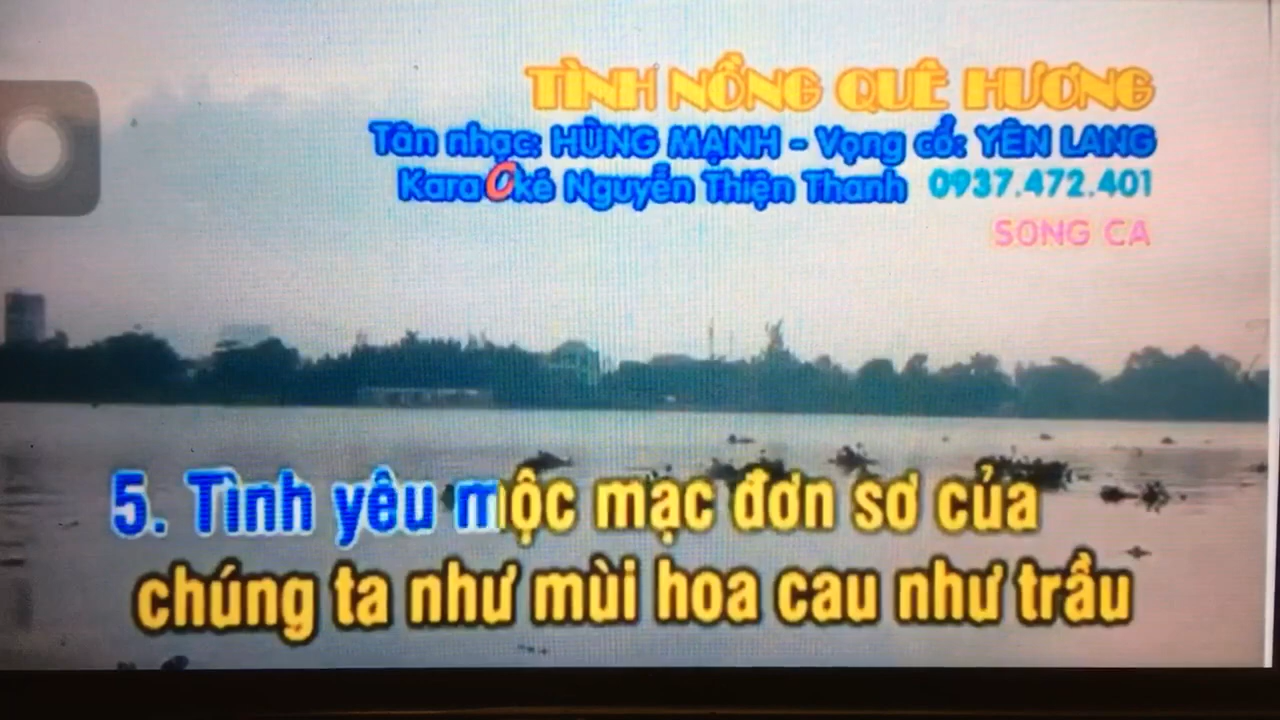 TÌNH NỒNG QUÊ HƯƠNG
Tân nhạc: HÙNG MẠNH - Vọng cổ: YÊN LANG
KaraOké Nguyễn Thiện Thanh 0937.472.401
SONG CA
5. Tình yêu mộc mạc đơn sơ của
chúng ta như mùi hoa cau như trầu